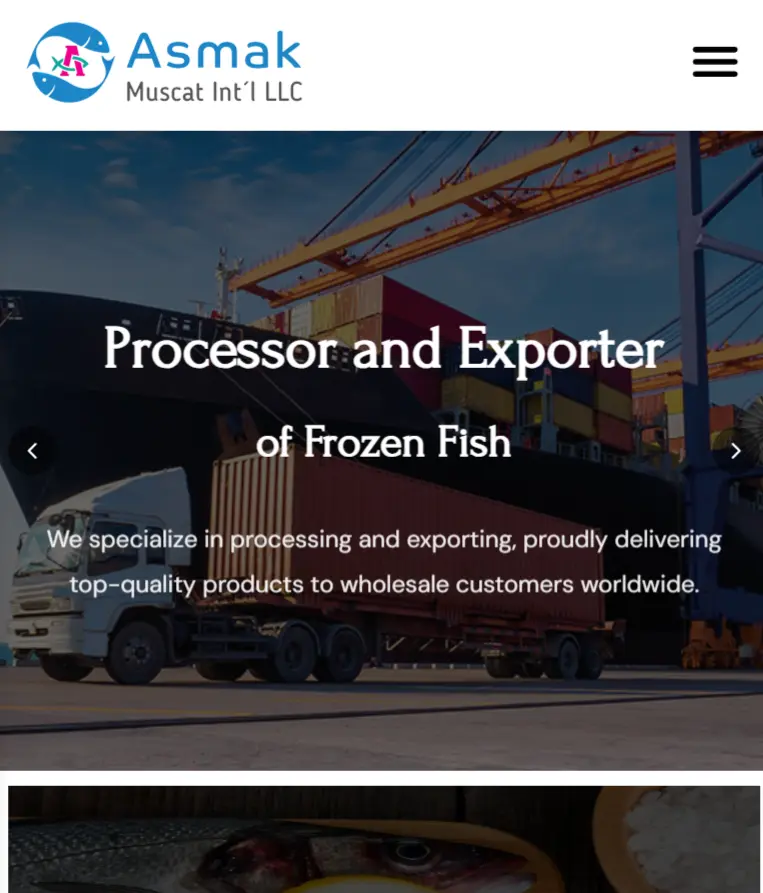 Asmak
Muscat Int´l LLC
Processor and Exporter
of Frozen Fish
We specialize in processing and exporting, proudly delivering
top-quality products to wholesale customers worldwide.